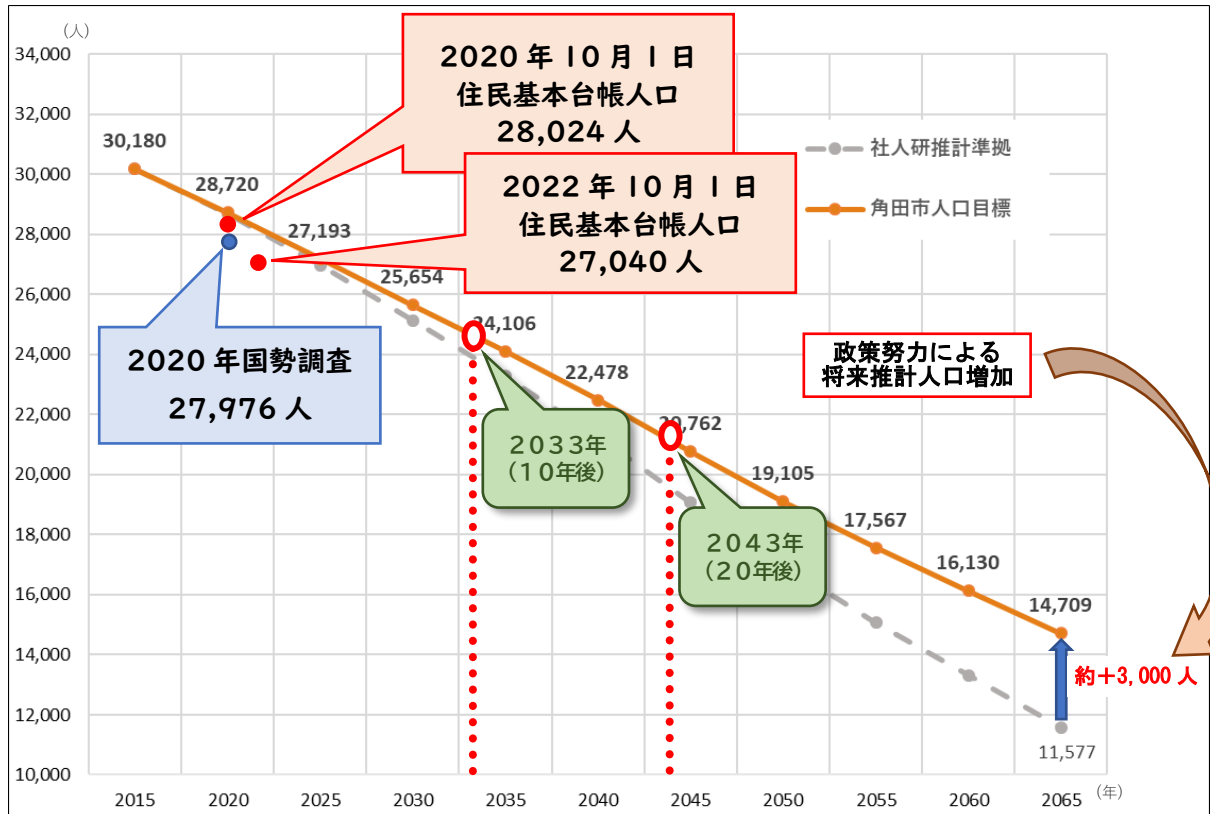 (人)
34,000
32,000
30,000
28,000
26,000
24,000
22,000
20,000
18,000
16,000
14,000
12,000
10,000
2020年10月1日
住民基本台帳人口
28,024人
2022年10月1日
住民基本台帳人口
27,040人
社人研推計準拠
角田市人口目標
2020年国勢調査
27,976人
政策努力による
将来推計人口増加
2033年
(10年後)
2043年
(20年後)
30,180
28,720
27,193
25,654
24,106
22,478
20,762
19,105
17,567
16,130
14,709
約+3,000人
11,577
2015 2020 2025 2030 2035 2040 2045 2050 2055 2060 2065 (年)